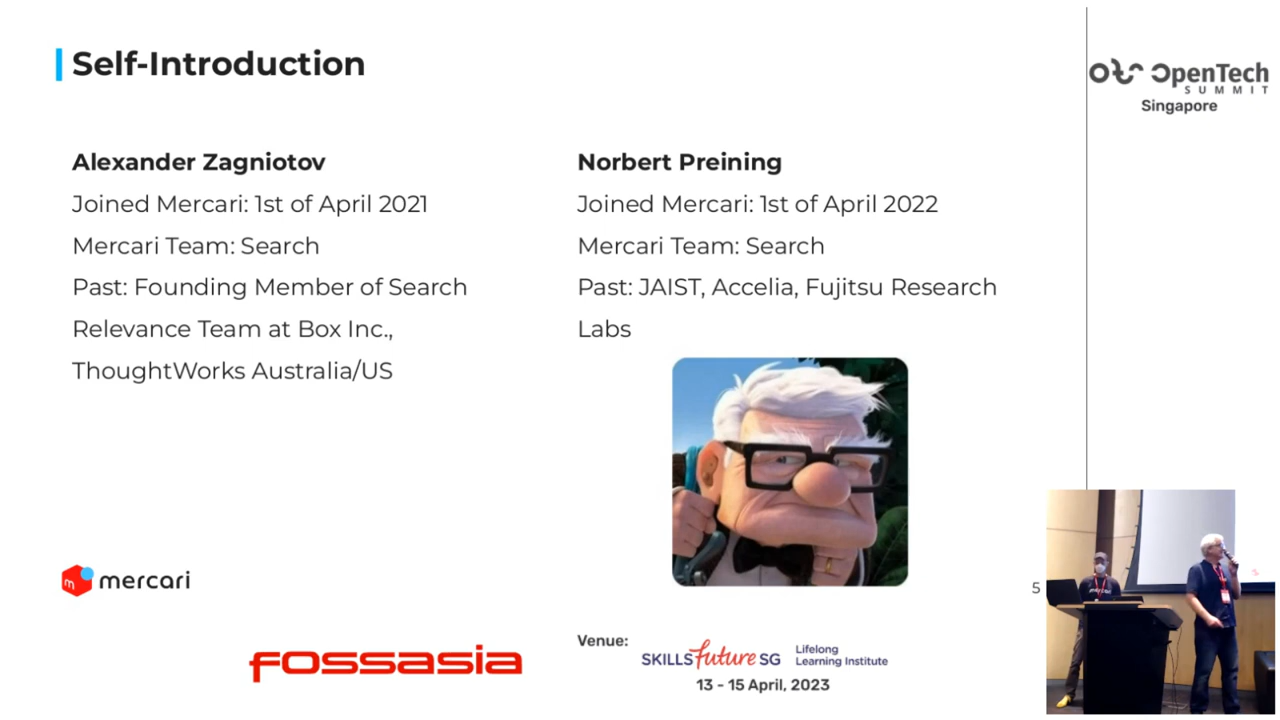 Self-Introduction
Alexander Zagniotov
Joined Mercari: 1st of April 2021
Mercari Team: Search
Past: Founding Member of Search
Relevance Team at Box Inc.,
ThoughtWorks Australia/US
Norbert Preining
Joined Mercari: 1st of April 2022
Mercari Team: Search
Past: JAIST, Accelia, Fujitsu Research
Labs
OpenTech
SUMMIT
Singapore
m mercari
5
fossasia
Venue:
SKILLSfuture SG
Lifelong
Learning Institute
13 - 15 April, 2023